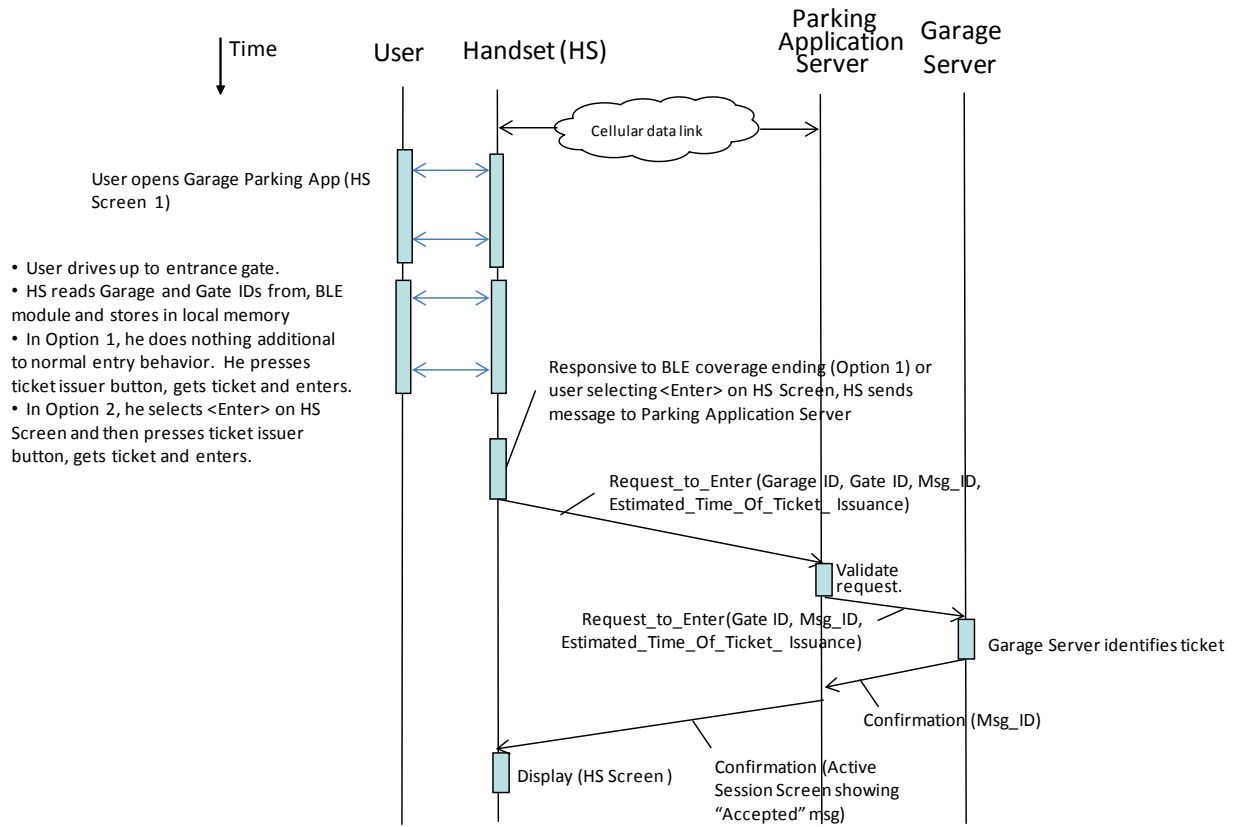 Time
User
Handset (HS)
Parking
Application
Server
Garage
Server
Cellular data link
User opens Garage Parking App (HS
Screen 1)
• User drives up to entrance gate.
• HS reads Garage and Gate IDs from, BLE
module and stores in local memory
• In Option 1, he does nothing additional
to normal entry behavior. He presses
ticket issuer button, gets ticket and enters.
• In Option 2, he selects <Enter> on HS
Screen and then presses ticket issuer
button, gets ticket and enters.
Responsive to BLE coverage ending (Option 1) or
user selecting <Enter> on HS Screen, HS sends
message to Parking Application Server
Request_to_Enter (Garage ID, Gate ID, Msg_ID,
Estimated_Time_Of_Ticket_ Issuance)
Validate
request.
Request_to_Enter(Gate ID, Msg_ID,
Estimated_Time_Of_Ticket_ Issuance)
Garage Server identifies ticket
Confirmation (Msg_ID)
Confirmation (Active
Session Screen showing
“Accepted” msg)
Display (HS Screen )